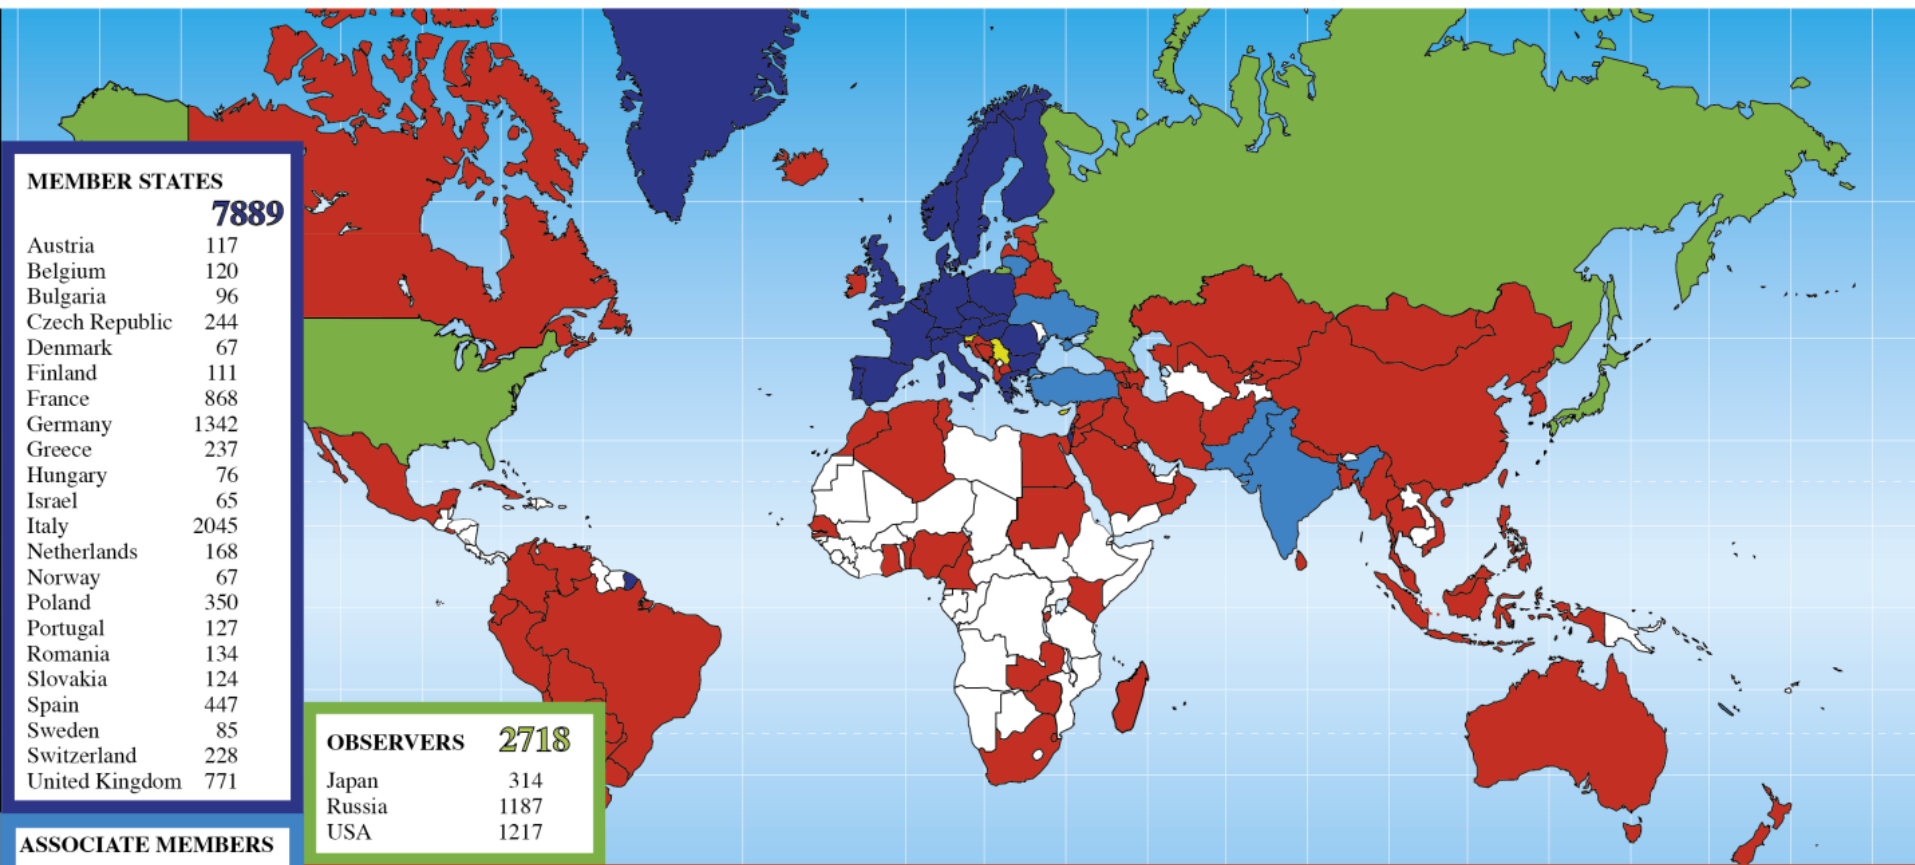 MEMBER STATES
7889
Austria 117
Belgium 120
Bulgaria 96
Czech Republic 244
Denmark 67
Finland 111
France 868
Germany 1342
Greece 237
Hungary 76
Israel 65
Italy 2045
Netherlands 168
Norway 67
Poland 350
Portugal 127
Romania 134
Slovakia 124
Spain 447
Sweden 85
Switzerland 228
United Kingdom 771
ASSOCIATE MEMBERS
OBSERVERS 2718
Japan 314
Russia 1187
USA 1217